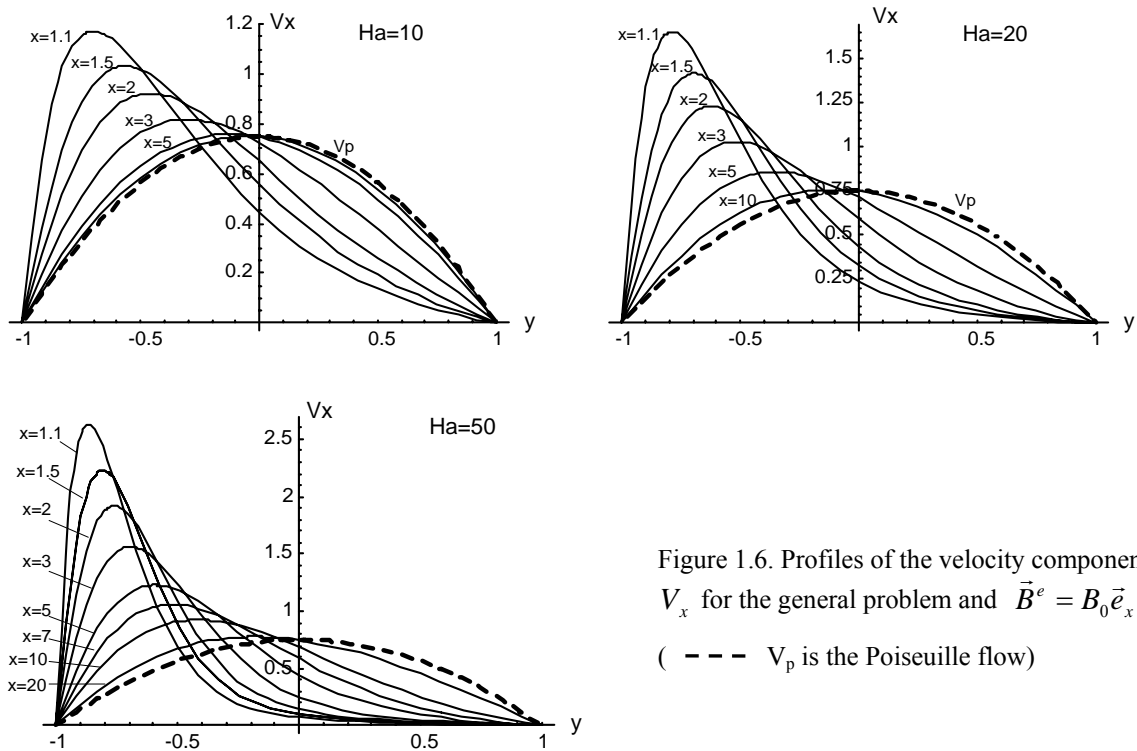 Vx
1.2
1
0.8
0.6
0.4
0.2
Ha=10
x=1.1
x=1.5
x=2
x=3
x=5
Vp
-1
-0.5
0.5
1
y
Vx
1.5
1.25
1
0.75
0.5
0.25
Ha=20
x=1.1
x=1.5
x=2
x=3
x=5
x=10
Vp
-1
-0.5
0.5
1
y
Vx
2.5
2
1.5
1
0.5
Ha=50
x=1.1
x=1.5
x=2
x=3
x=5
x=7
x=10
x=20
-1
-0.5
0.5
1
y
Figure 1.6. Profiles of the velocity componen
V_x for the general problem and \vec{B}^e = B_0\vec{e}_x
( - - - V_p is the Poiseuille flow)